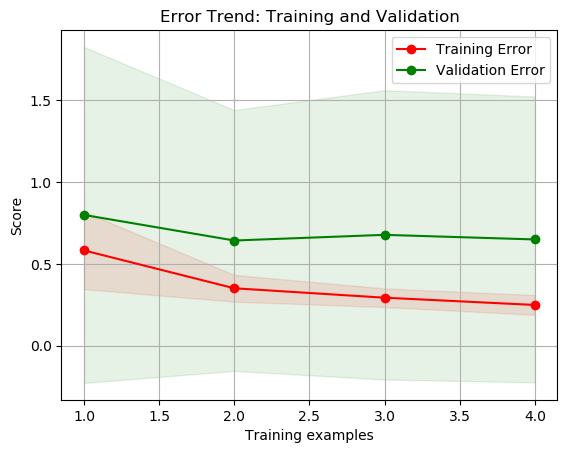 Error Trend: Training and Validation
Training Error
Validation Error
Score
1.5
1.0
0.5
0.0
1.0
1.5
2.0
2.5
3.0
3.5
4.0
Training examples